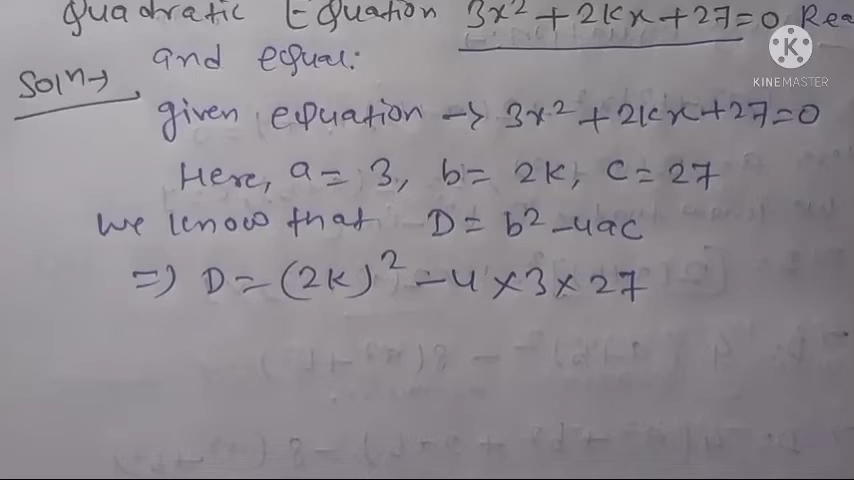 Quadratic Equation 3x² + 2kx + 27 = 0 Rea
and equal:
Solⁿ→
given equation → 3x² + 2kx + 27 = 0
Here, a = 3, b = 2k, c = 27
we know that D = b² - 4ac
=) D = (2k)² - 4 × 3 × 27
KINEMASTER